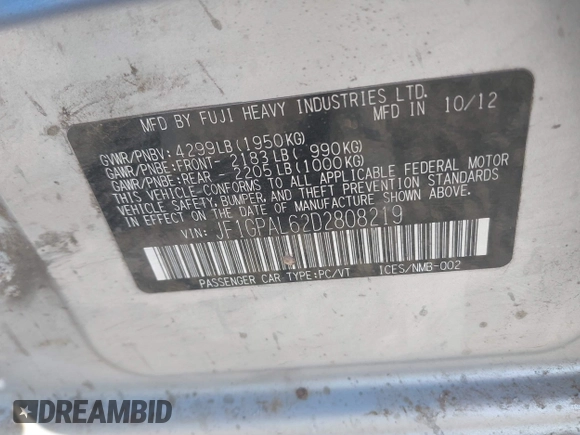 MFD BY FUJI HEAVY INDUSTRIES LTD.
MFD IN 10/12
GVWR/PNBV: 4299LB(1950KG)
GAWR/PNBE:FRONT- 2183LB( 990KG)
GAWR/PNBE:REAR - 2205LB(1000KG)
THIS VEHICLE CONFORMS TO ALL APPLICABLE FEDERAL MOTOR
VEHICLE SAFETY, BUMPER, AND THEFT PREVENTION STANDARDS
IN EFFECT ON THE DATE OF MANUFACTURE SHOWN ABOVE.
VIN: JF1GPAL62D2808219
PASSENGER CAR TYPE:PC/VT 1CES/NMB-002
DREAMBID